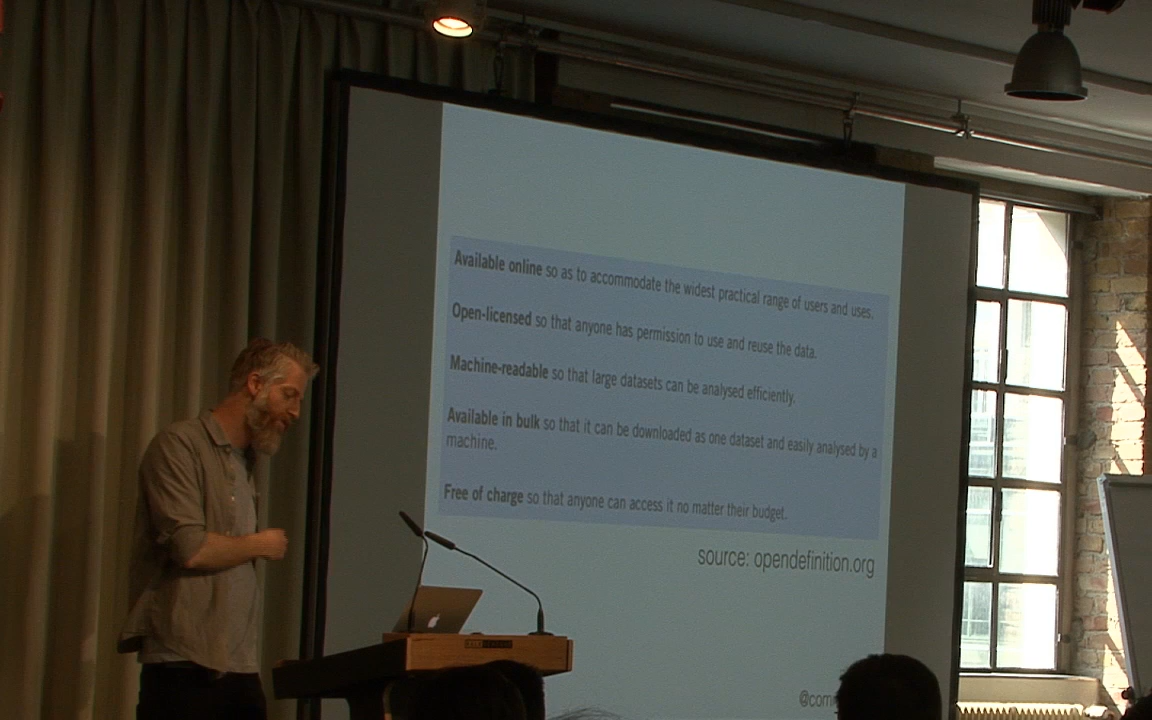 Available online so as to accommodate the widest practical range of users and uses.
Open-licensed so that anyone has permission to use and reuse the data.
Machine-readable so that large datasets can be analysed efficiently.
Available in bulk so that it can be downloaded as one dataset and easily analysed by a
machine.
Free of charge so that anyone can access it no matter their budget.
source: opendefinition.org